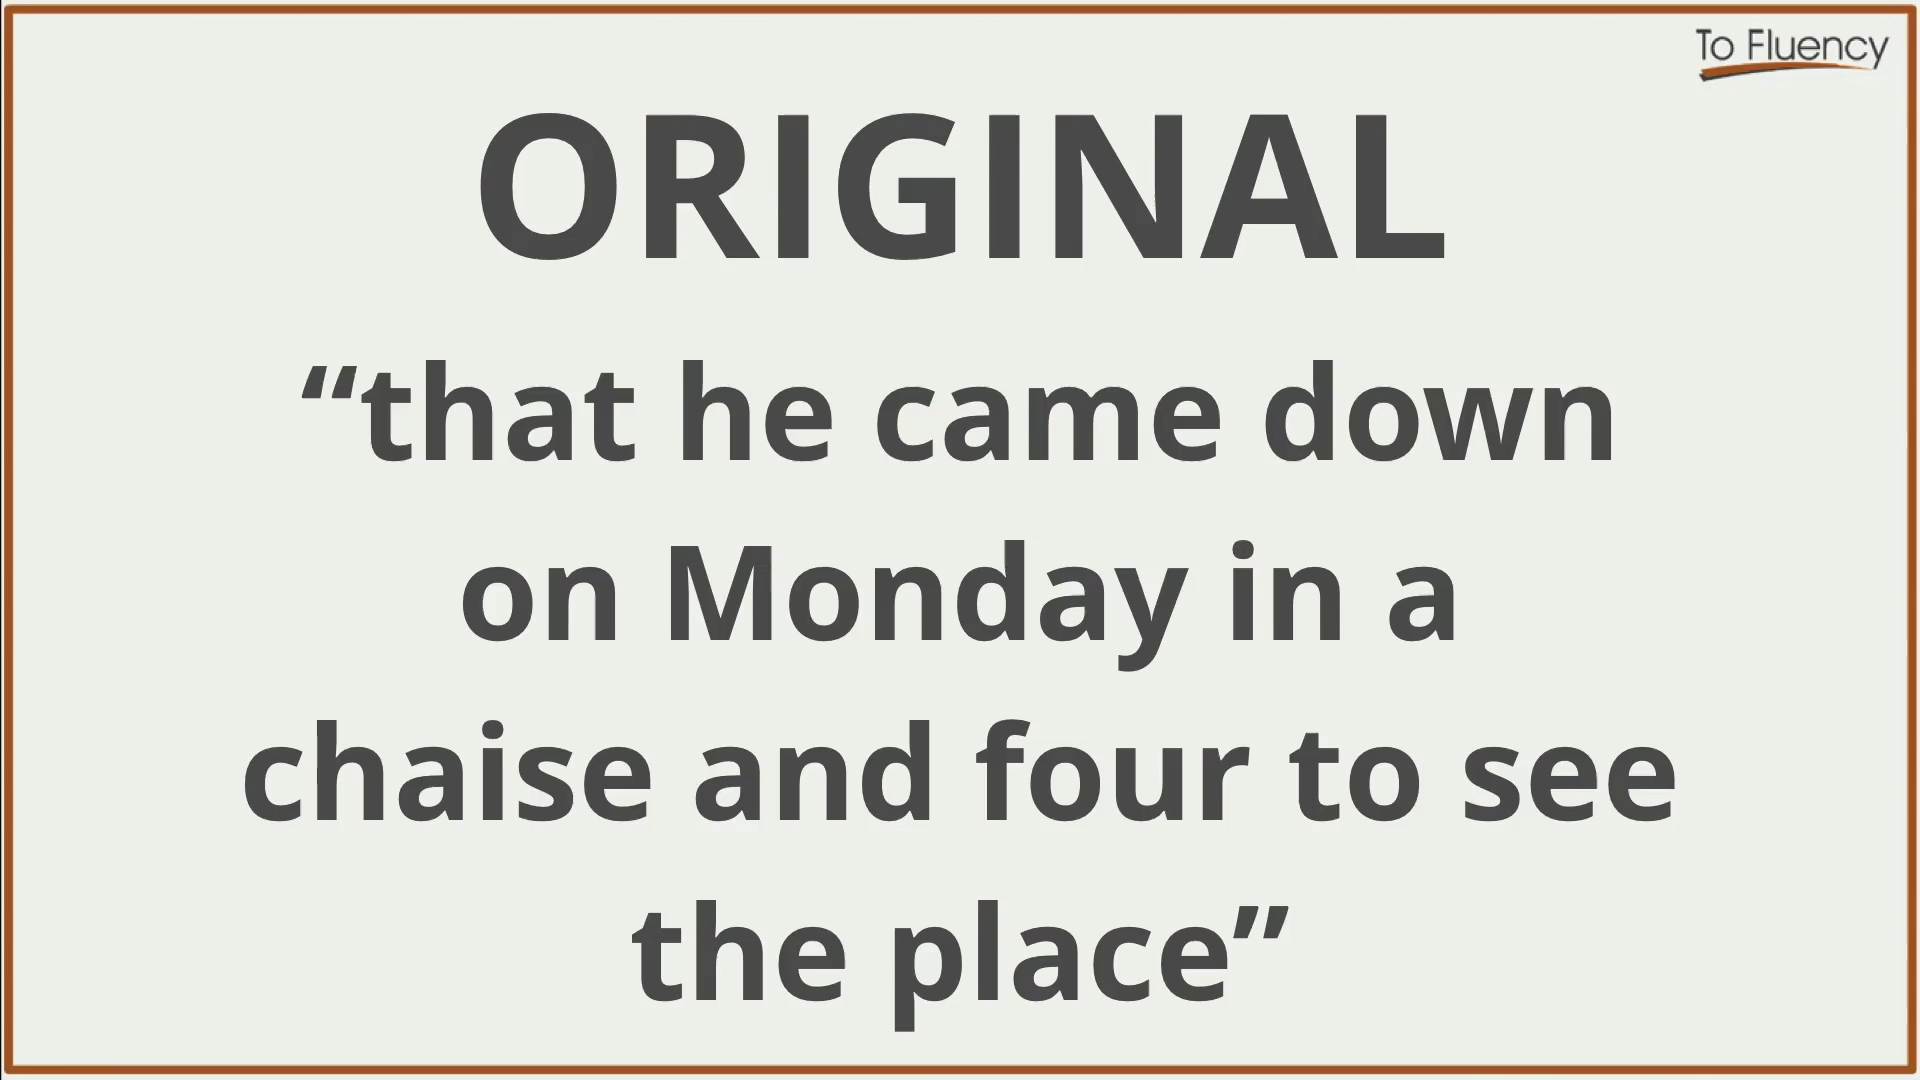 To Fluency
ORIGINAL
“that he came down
on Monday in a
chaise and four to see
the place”